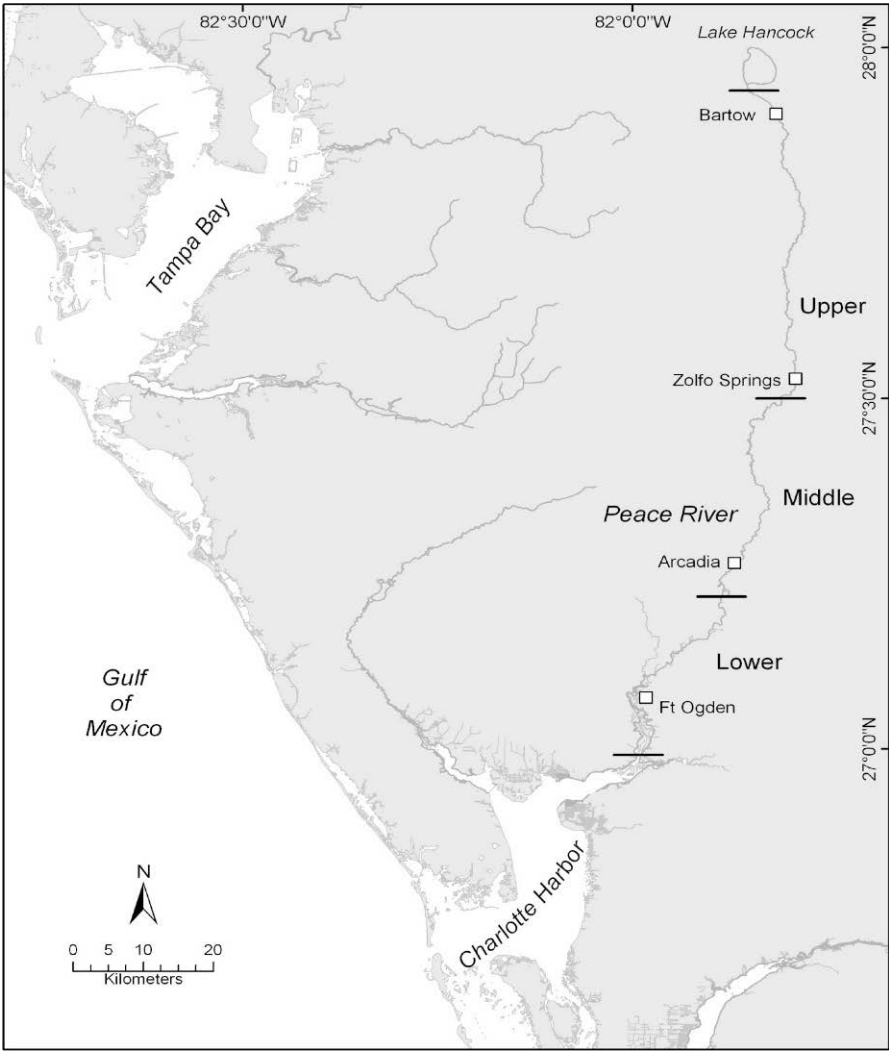 82°30'0"W
82°0'0"W
Lake Hancock
28°0'0"N
Bartow
Tampa Bay
Upper
Zolfo Springs
27°30'0"N
Middle
Peace River
Arcadia
Lower
Gulf
of
Mexico
Ft Ogden
27°0'0"N
Charlotte Harbor
N
0 5 10 20
Kilometers